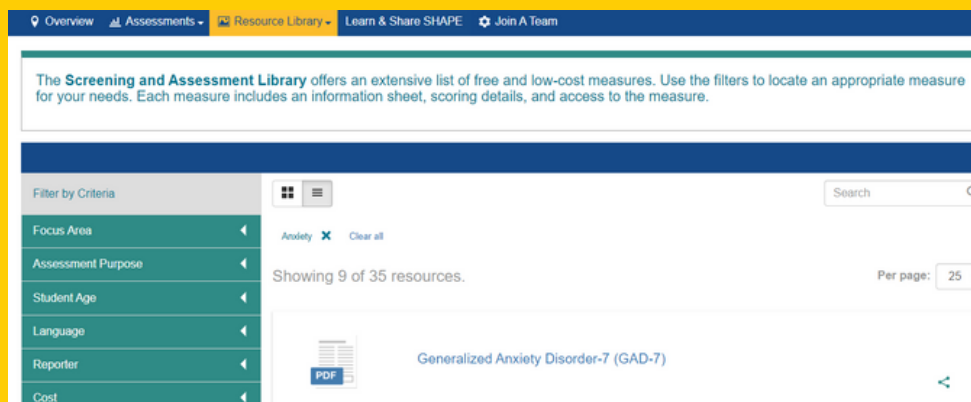 Overview Assessments Resource Library Learn & Share SHAPE Join A Team
The Screening and Assessment Library offers an extensive list of free and low-cost measures. Use the filters to locate an appropriate measure
for your needs. Each measure includes an information sheet, scoring details, and access to the measure.
Filter by Criteria
Search
Focus Area
Anxiety Clear all
Assessment Purpose
Showing 9 of 35 resources.
Per page: 25
Student Age
Language
Reporter
PDF
Generalized Anxiety Disorder-7 (GAD-7)
Cost